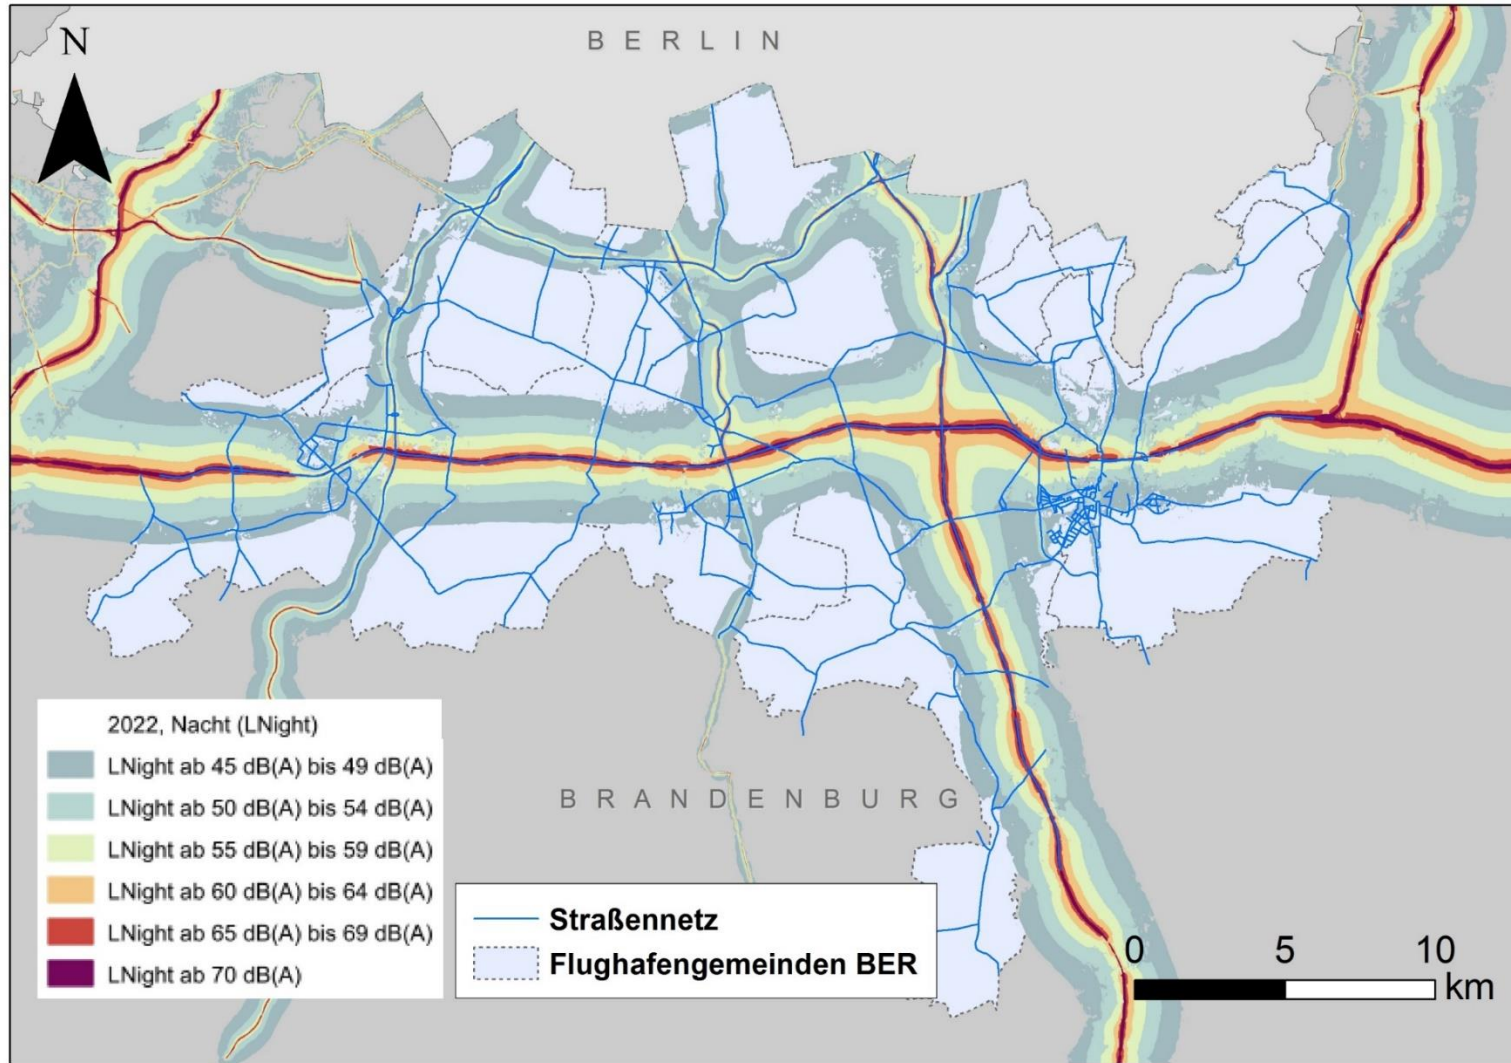 N
BERLIN
BRANDENBURG
2022, Nacht (LNight)
LNight ab 45 dB(A) bis 49 dB(A)
LNight ab 50 dB(A) bis 54 dB(A)
LNight ab 55 dB(A) bis 59 dB(A)
LNight ab 60 dB(A) bis 64 dB(A)
LNight ab 65 dB(A) bis 69 dB(A)
LNight ab 70 dB(A)
Straßennetz
Flughafengemeinden BER
0 5 10
km